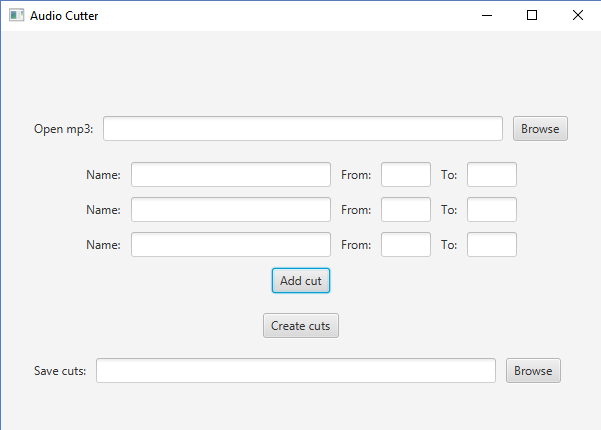 Audio Cutter
Open mp3: Browse
Name: From: To:
Name: From: To:
Name: From: To:
Add cut
Create cuts
Save cuts: Browse